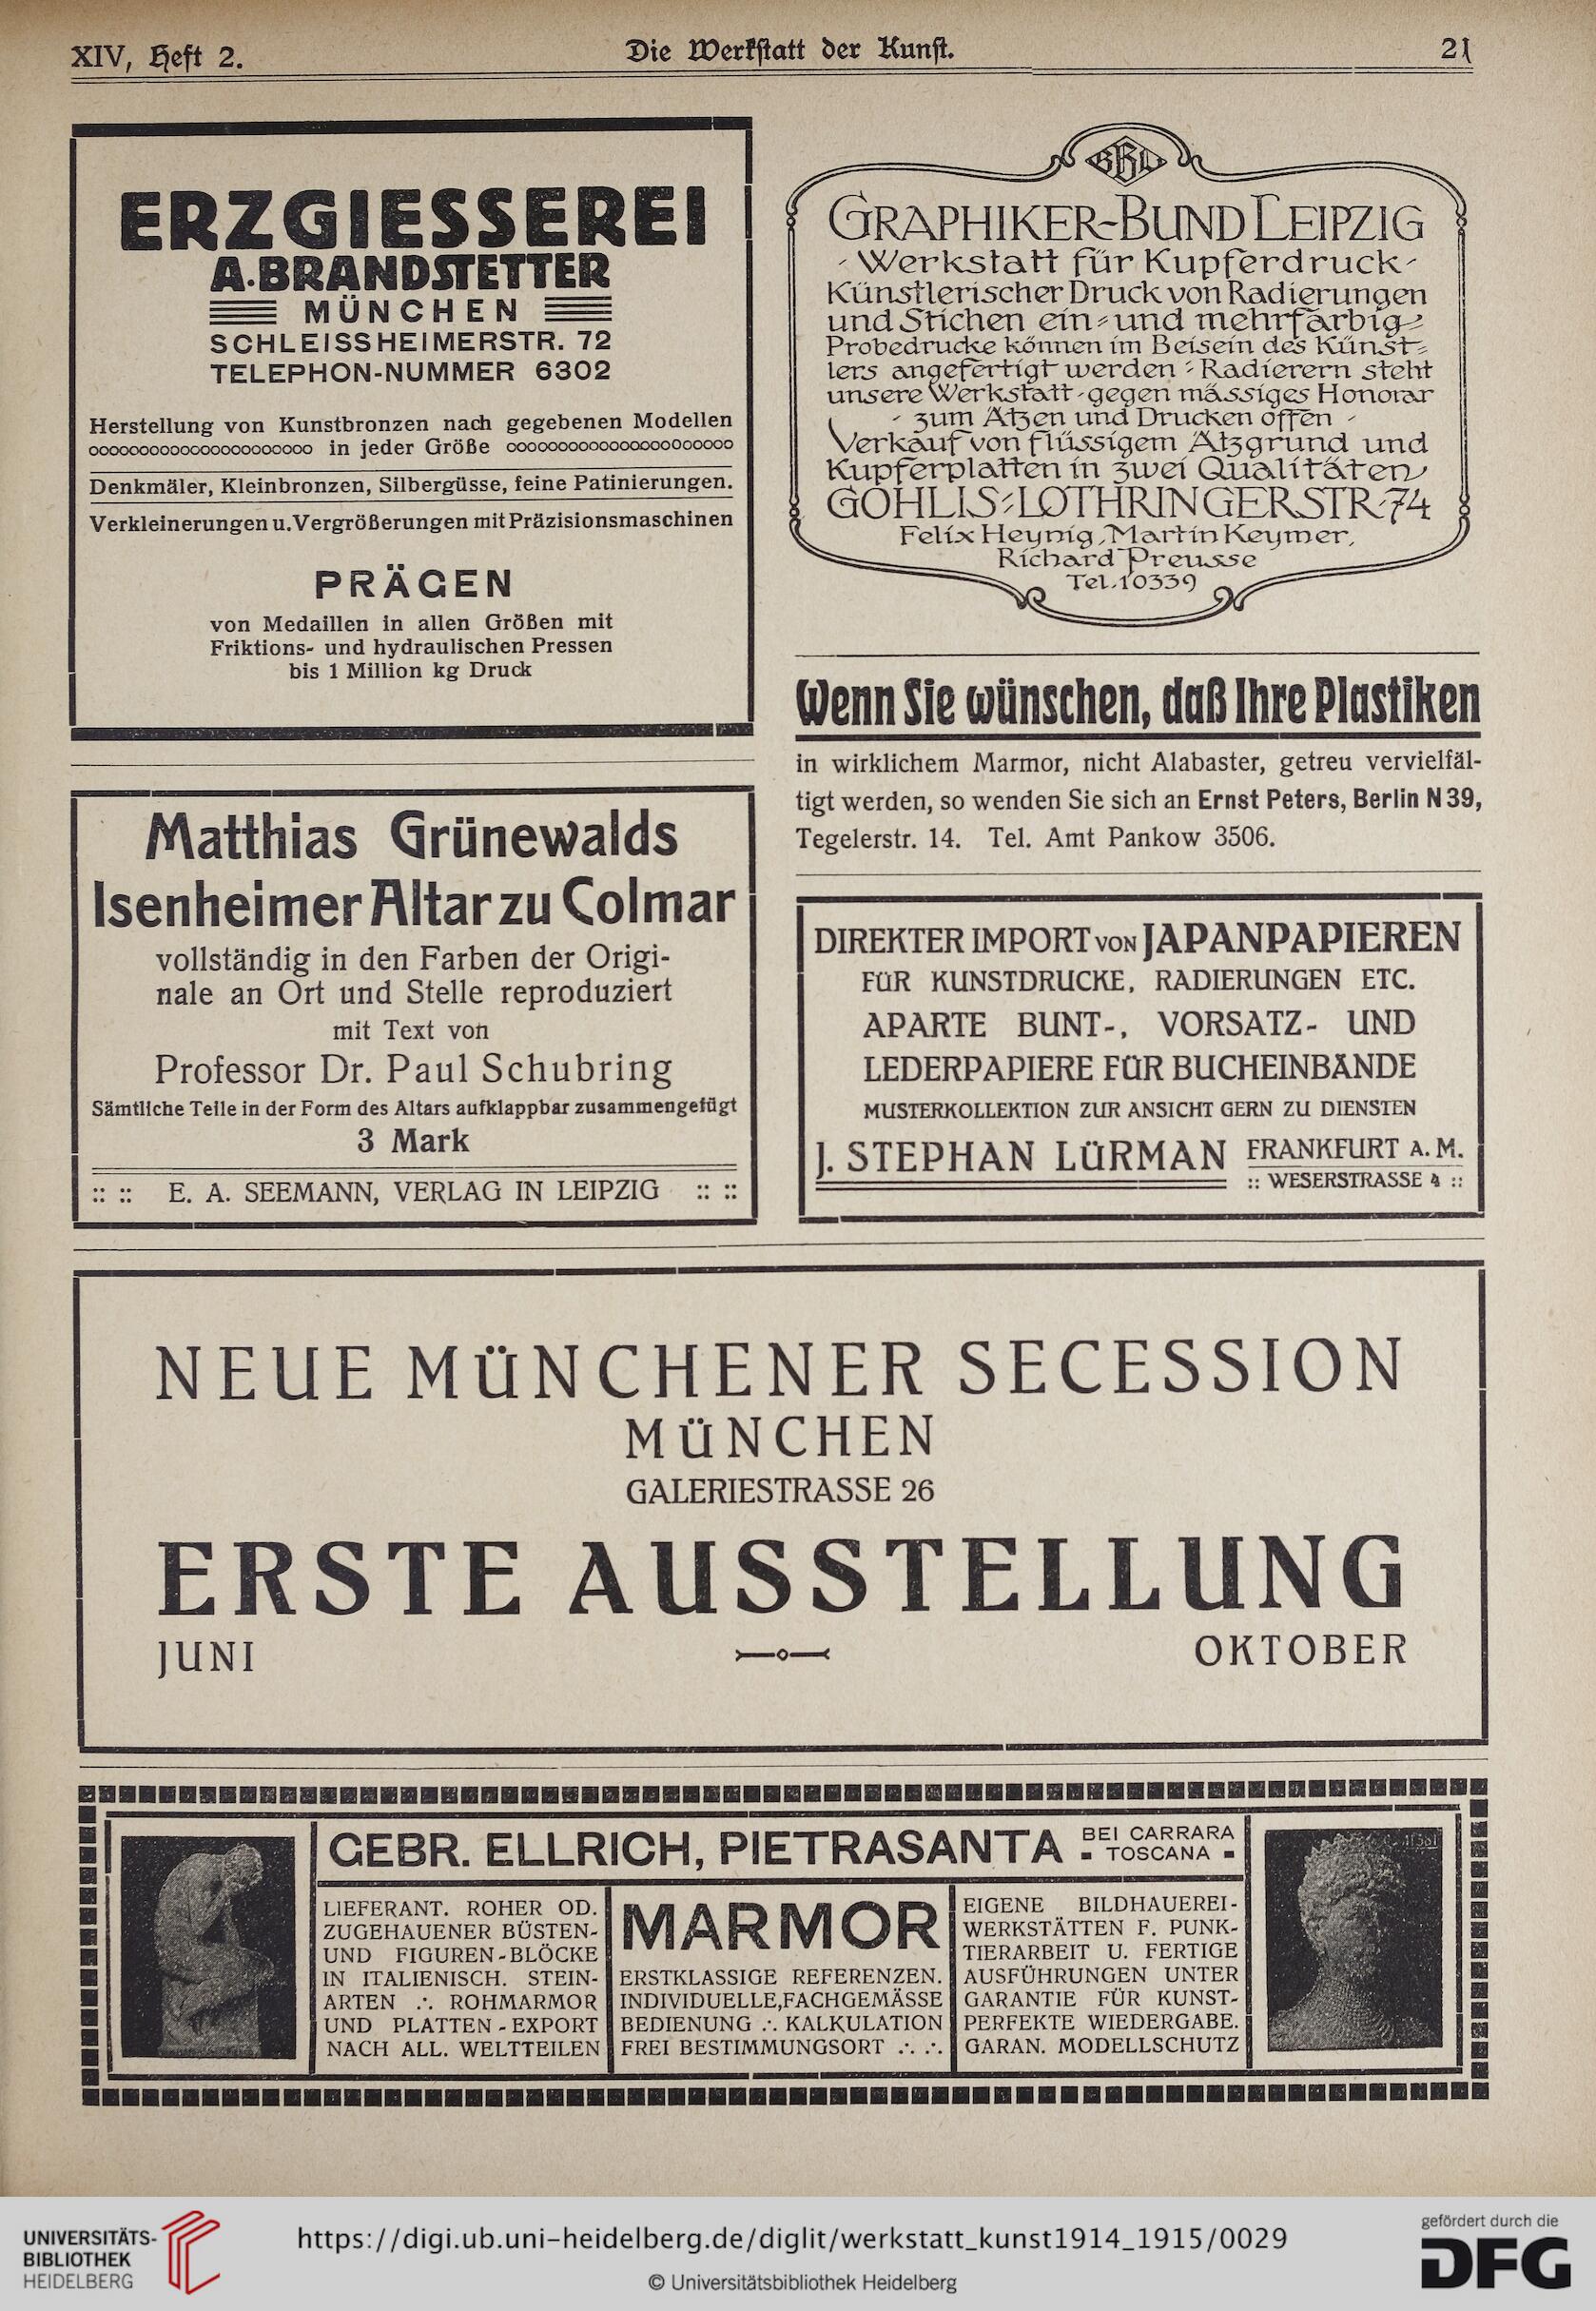 XIV, Heft 2.
Die Werkstatt der Kunst.
21
ERZGIESSEREI
A. BRANDSTETTER
MÜNCHEN
SCHLEISSHEIMERSTR. 72
TELEPHON-NUMMER 6302
Herstellung von Kunstbronzen nach gegebenen Modellen
in jeder Größe
Denkmäler, Kleinbronzen, Silbergüsse, feine Patinierungen.
Verkleinerungen u. Vergrößerungen mit Präzisionsmaschinen
PRÄGEN
von Medaillen in allen Größen mit
Friktions- und hydraulischen Pressen
bis 1 Million kg Druck
GBL
GRAPHIKER-BUND LEIPZIG
Werkstatt für Kupferdruck
Künstlerischer Druck von Radierungen
und Stichen ein- und mehrfarbig
Probedrucke können im Beisein des Künst-
lers angefertigt werden - Radierern steht
unsere Werkstatt - gegen mässiges Honorar
zum Ätzen und Drucken offen
Verkauf von flüssigem Ätzgrund und
Kupferplatten in zwei Qualitäten
GOHLIS - LOTHRINGERSTR. 74
Felix Heynig, Martin Keymer,
Richard Preusse
Tel. 10339
Wenn Sie wünschen, daß Ihre Plastiken
in wirklichem Marmor, nicht Alabaster, getreu vervielfäl-
tigt werden, so wenden Sie sich an Ernst Peters, Berlin N 39,
Tegelerstr. 14. Tel. Amt Pankow 3506.
Matthias Grünewalds
Isenheimer Altar zu Colmar
vollständig in den Farben der Origi-
nale an Ort und Stelle reproduziert
mit Text von
Professor Dr. Paul Schubring
Sämtliche Teile in der Form des Altars aufklappbar zusammengefügt
3 Mark
:: :: E. A. SEEMANN, VERLAG IN LEIPZIG :: ::
DIREKTER IMPORT VON JAPANPAPIEREN
FÜR KUNSTDRUCKE, RADIERUNGEN ETC.
APARTE BUNT-, VORSATZ- UND
LEDERPAPIERE FÜR BUCHEINBÄNDE
MUSTERKOLLEKTION ZUR ANSICHT GERN ZU DIENSTEN
J. STEPHAN LÜRMAN FRANKFURT A. M.
:: WESERSTRASSE 4 ::
NEUE MÜNCHENER SECESSION
MÜNCHEN
GALERIESTRASSE 26
ERSTE AUSSTELLUNG
JUNI
OKTOBER
GEBR. ELLRICH, PIETRASANTA BEI CARRARA
TOSCANA
LIEFERANT. ROHER OD.
ZUGEHAUENER BÜSTEN-
UND FIGUREN-BLÖCKE
IN ITALIENISCH. STEIN-
ARTEN ∴ ROHMARMOR
UND PLATTEN-EXPORT
NACH ALL. WELTTEILEN
MARMOR
ERSTKLASSIGE REFERENZEN.
INDIVIDUELLE, FACHGEMÄSSE
BEDIENUNG ∴ KALKULATION
FREI BESTIMMUNGSORT ∴ ∴
EIGENE BILDHAUEREI-
WERKSTÄTTEN F. PUNK-
TIERARBEIT U. FERTIGE
AUSFÜHRUNGEN UNTER
GARANTIE FÜR KUNST-
PERFEKTE WIEDERGABE.
GARAN. MODELLSCHUTZ
UNIVERSITÄTS-
BIBLIOTHEK
HEIDELBERG
https://digi.ub.uni-heidelberg.de/diglit/werkstatt_kunst1914_1915/0029
© Universitätsbibliothek Heidelberg
gefördert durch die
DFG